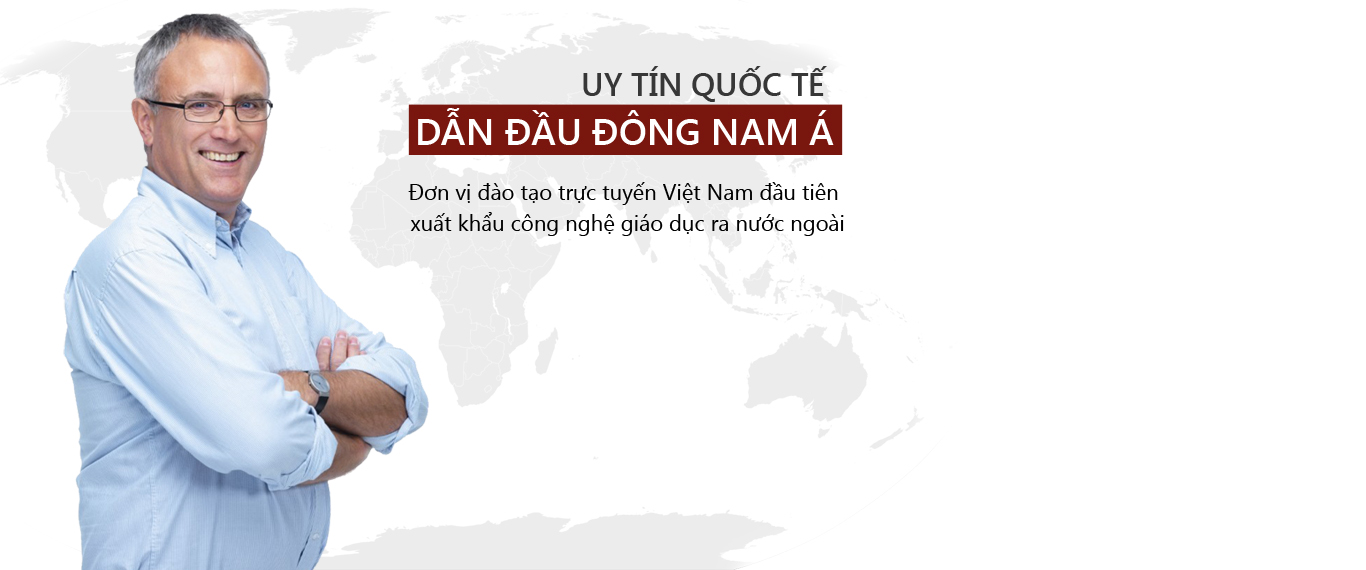 UY TÍN QUỐC TẾ
DẪN ĐẦU ĐÔNG NAM Á
Đơn vị đào tạo trực tuyến Việt Nam đầu tiên
xuất khẩu công nghệ giáo dục ra nước ngoài